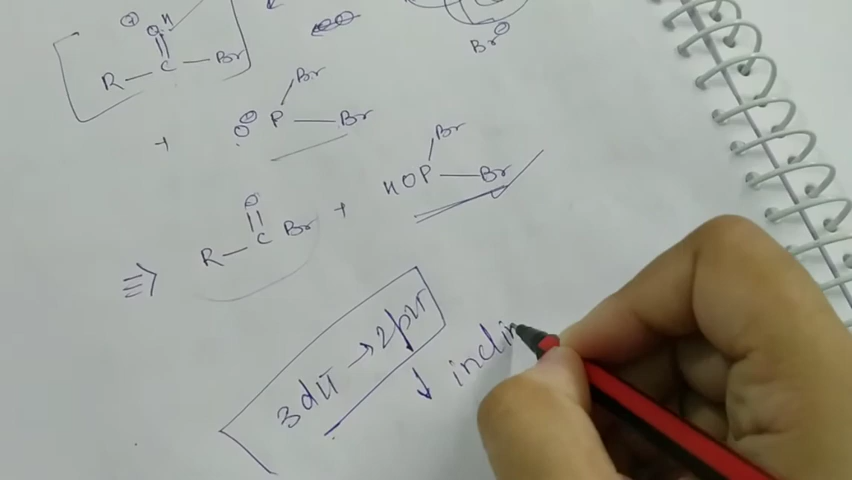 ⊕ OH
R — C — Br
Br⊖
Br
+ O⊖ P — Br
O
R — C Br + HOP — Br
Br
3dπ → 2pπ
↓ incli